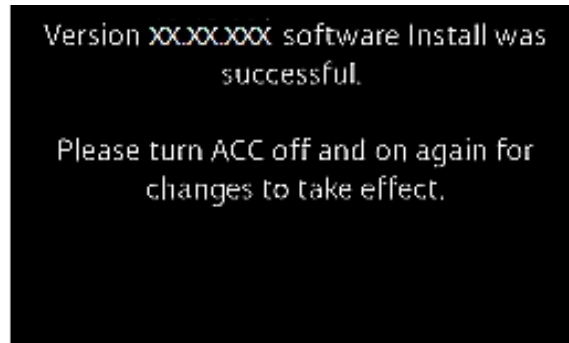 Version XX.XX.XXX software Install was
successful.
Please turn ACC off and on again for
changes to take effect.